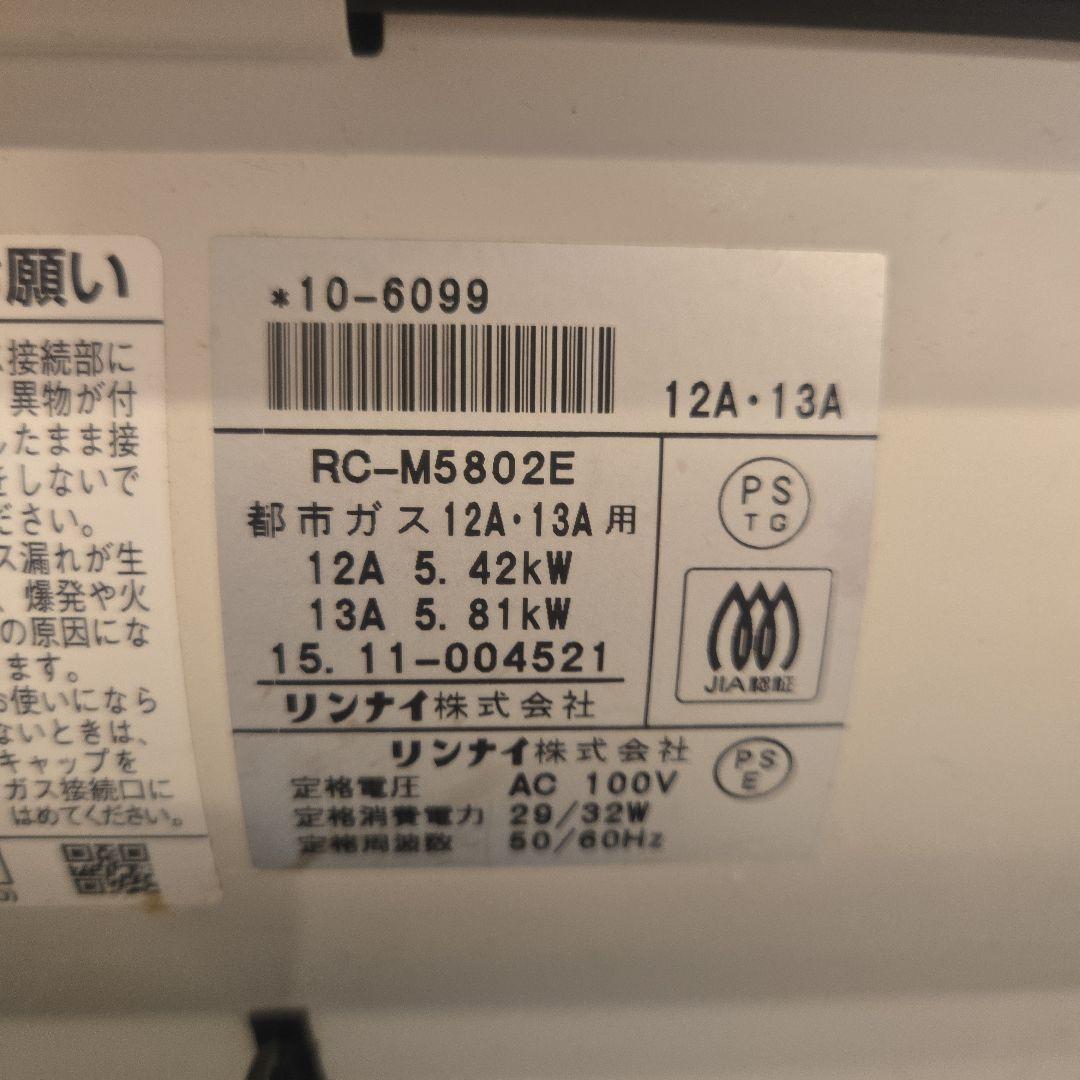 願い
接続部に
異物が付
したまま接
をしないで
ださい。
ス漏れが生
、爆発や火
の原因にな
ます。
お使いになら
ないときは、
キャップを
ガス接続口に
はめてください。
*10-6099
12A・13A
RC-M5802E
都市ガス12A・13A用
12A 5.42kW
13A 5.81kW
15.11-004521
リンナイ株式会社
PS
TG
JIA認証
リンナイ株式会社
定格電圧 AC 100V
定格消費電力 29/32W
定格周波数 50/60Hz
PS
E